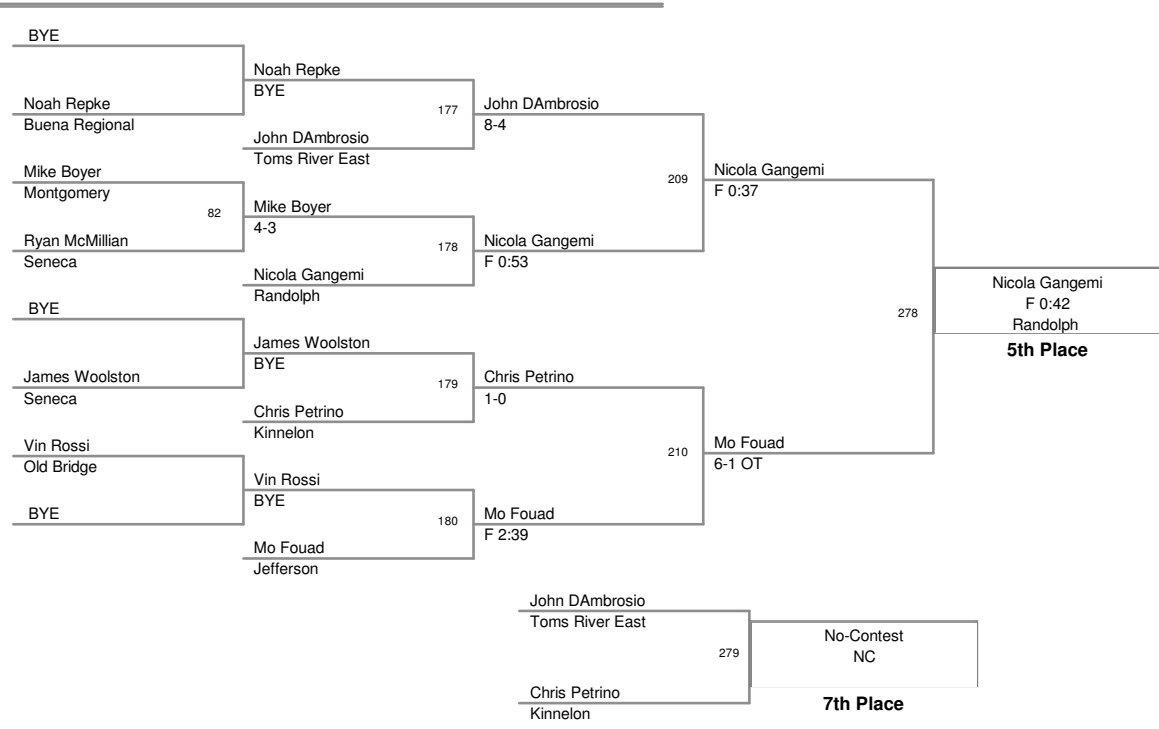 BYE
Noah Repke
BYE
Noah Repke
Buena Regional
177
John DAmbrosio
8-4
John DAmbrosio
Toms River East
Mike Boyer
Montgomery
209
Nicola Gangemi
F 0:37
82
Mike Boyer
4-3
Ryan McMillian
Seneca
178
Nicola Gangemi
F 0:53
Nicola Gangemi
Randolph
BYE
278
Nicola Gangemi
F 0:42
Randolph
5th Place
James Woolston
BYE
James Woolston
Seneca
179
Chris Petrino
1-0
Chris Petrino
Kinnelon
Vin Rossi
Old Bridge
210
Mo Fouad
6-1 OT
Vin Rossi
BYE
BYE
180
Mo Fouad
F 2:39
Mo Fouad
Jefferson
John DAmbrosio
Toms River East
279
No-Contest
NC
Chris Petrino
Kinnelon
7th Place